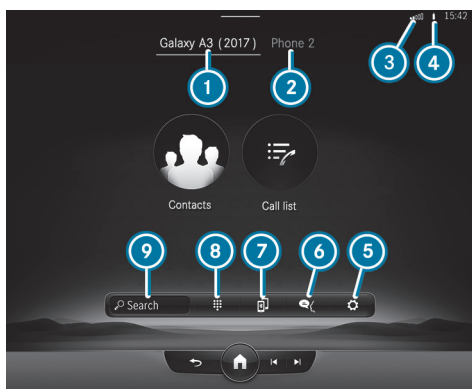 15:42
Galaxy A3 (2017) Phone 2
3 4
1 2
Contacts Call list
9 8 7 6 5
Search